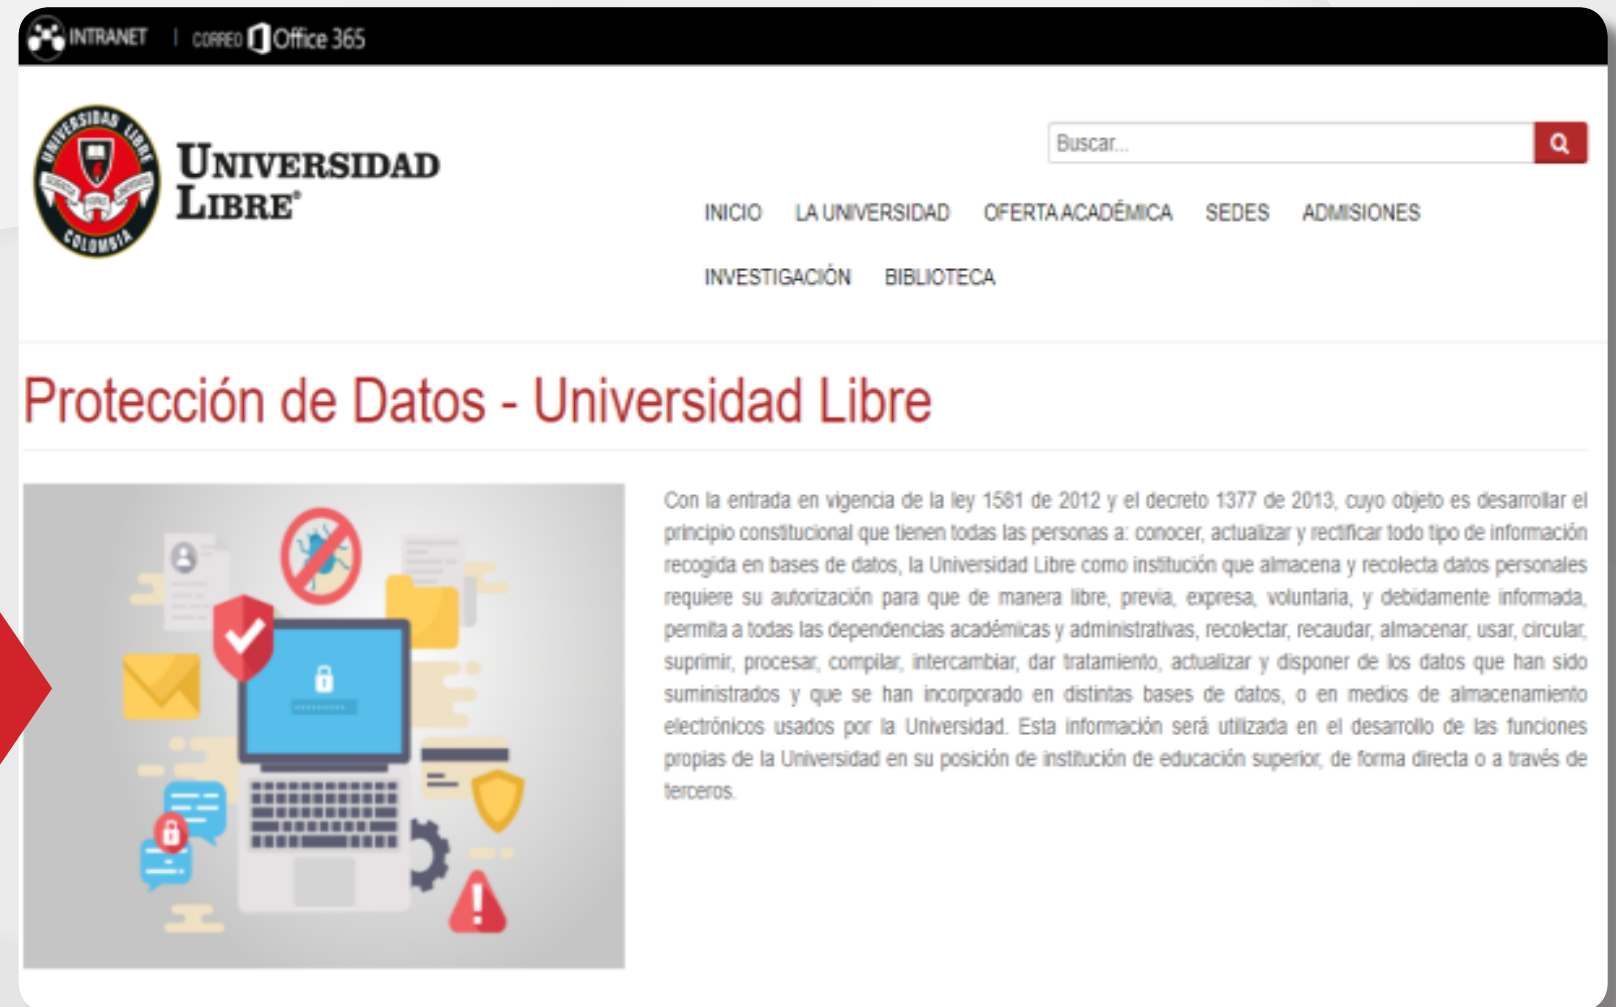 INTRANET | CORREO Office 365
UNIVERSIDAD LIBRE
COLOMBIA
UNIVERSIDAD
LIBRE®
Buscar...
INICIO LA UNIVERSIDAD OFERTA ACADÉMICA SEDES ADMISIONES
INVESTIGACIÓN BIBLIOTECA
Protección de Datos - Universidad Libre
Con la entrada en vigencia de la ley 1581 de 2012 y el decreto 1377 de 2013, cuyo objeto es desarrollar el
principio constitucional que tienen todas las personas a: conocer, actualizar y rectificar todo tipo de información
recogida en bases de datos, la Universidad Libre como institución que almacena y recolecta datos personales
requiere su autorización para que de manera libre, previa, expresa, voluntaria, y debidamente informada,
permita a todas las dependencias académicas y administrativas, recolectar, recaudar, almacenar, usar, circular,
suprimir, procesar, compilar, intercambiar, dar tratamiento, actualizar y disponer de los datos que han sido
suministrados y que se han incorporado en distintas bases de datos, o en medios de almacenamiento
electrónicos usados por la Universidad. Esta información será utilizada en el desarrollo de las funciones
propias de la Universidad en su posición de institución de educación superior, de forma directa o a través de
terceros.